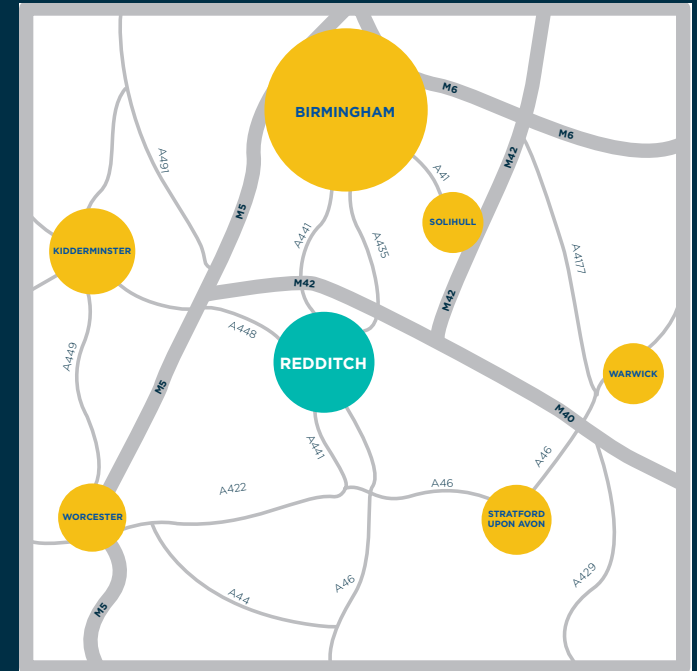 M6
BIRMINGHAM
M6
A491
M42
A41
M5
SOLIHULL
A441
A435
KIDDERMINSTER
A4177
M42
M42
A448
A449
REDDITCH
WARWICK
M5
M40
A441
A46
A422
A46
WORCESTER
STRATFORD
UPON AVON
A44
A46
A429
M5